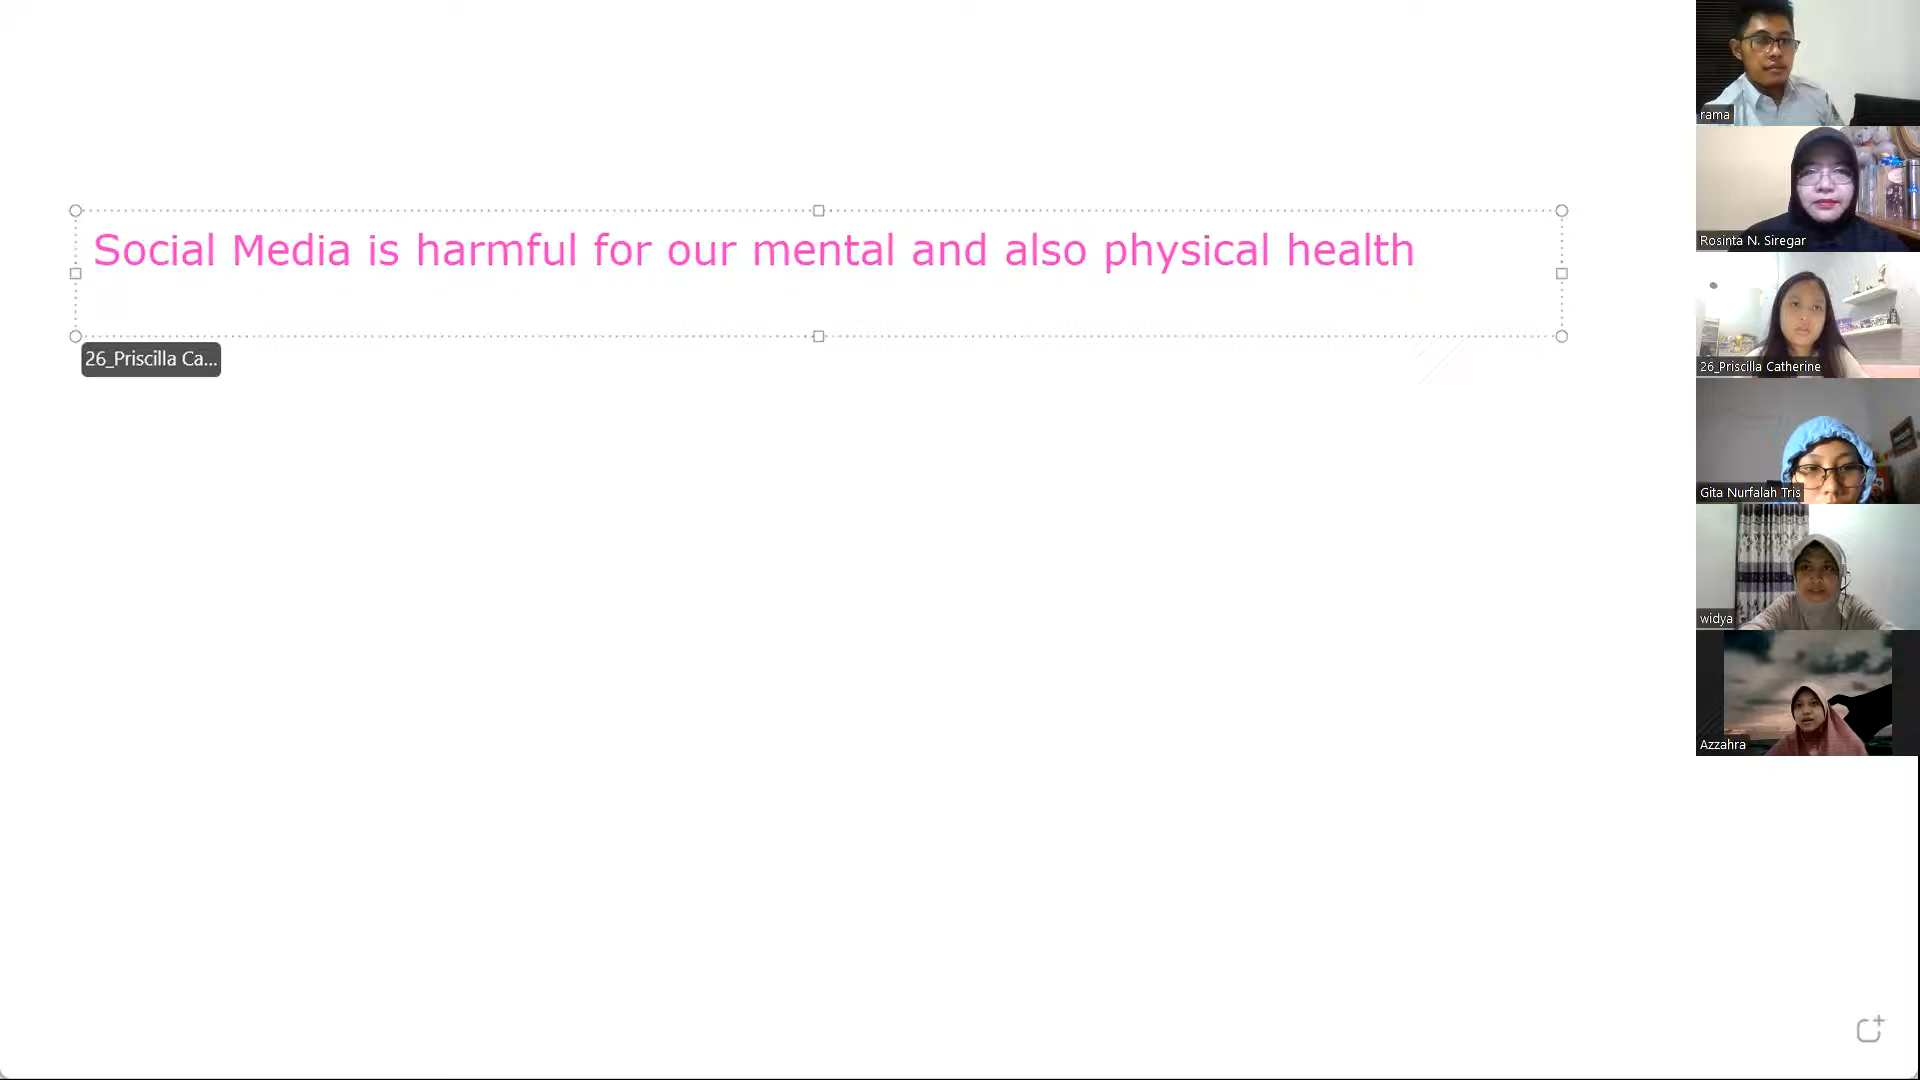 Social Media is harmful for our mental and also physical health
26_Priscilla Ca...
rama
Rosinta N. Siregar
26_Priscilla Catherine
Gita Nurfalah Tris
widya
Azzahra